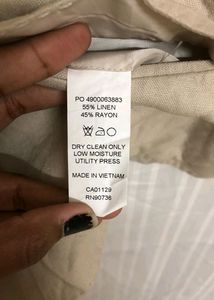 PO 4900063883
55% LINEN
45% RAYON
DRY CLEAN ONLY
LOW MOISTURE
UTILITY PRESS
MADE IN VIETNAM
CA01129
RN90736